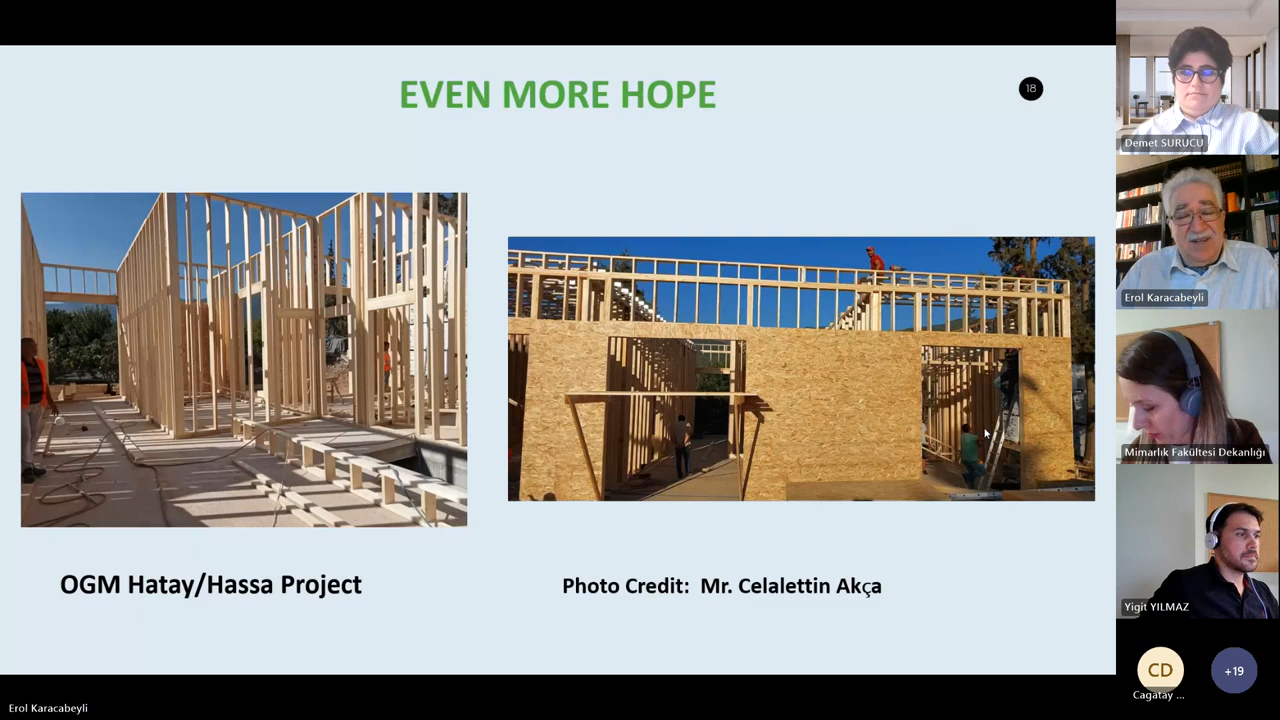 EVEN MORE HOPE
18
OGM Hatay/Hassa Project
Photo Credit: Mr. Celalettin Akça
Demet SURUCU
Erol Karacabeyli
Mimarlık Fakültesi Dekanlığı
Yigit YILMAZ
CD
Cagatay ...
+19
Erol Karacabeyli